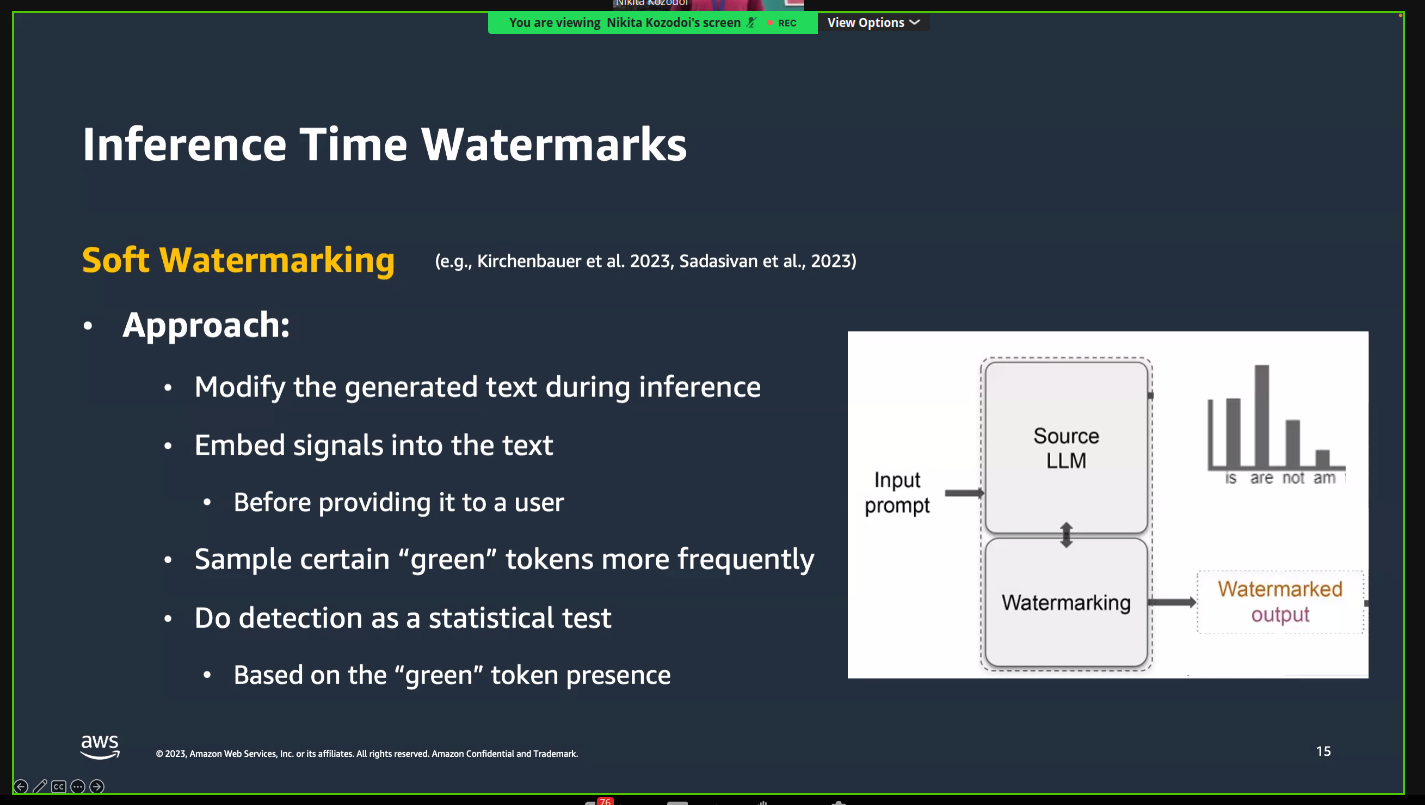 Nikita Kozodoi
You are viewing Nikita Kozodoi's screen
REC
View Options
Inference Time Watermarks
Soft Watermarking (e.g., Kirchenbauer et al. 2023, Sadasivan et al., 2023)
• Approach:
• Modify the generated text during inference
• Embed signals into the text
• Before providing it to a user
• Sample certain “green” tokens more frequently
• Do detection as a statistical test
• Based on the “green” token presence
Input
prompt
Source
LLM
Watermarking
is are not am
Watermarked
output
aws
© 2023, Amazon Web Services, Inc. or its affiliates. All rights reserved. Amazon Confidential and Trademark.
15
CC
76